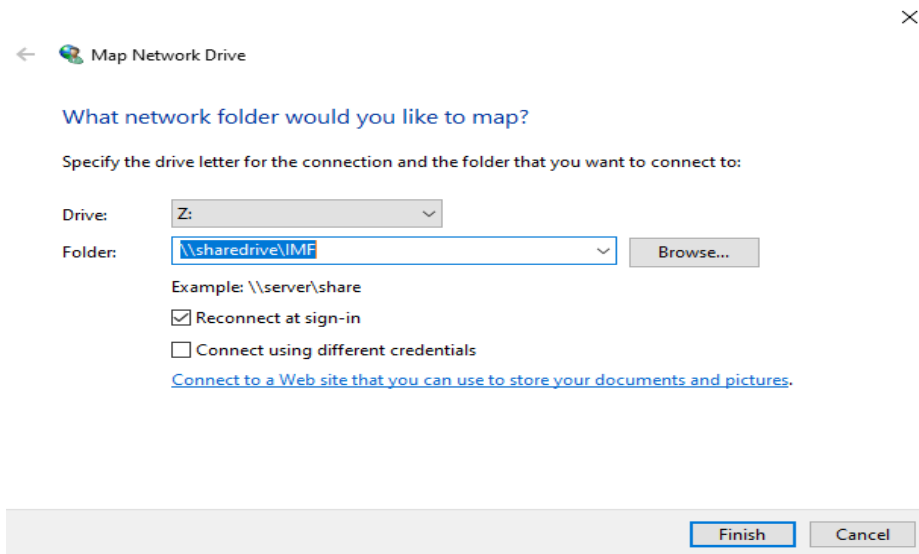 Map Network Drive
What network folder would you like to map?
Specify the drive letter for the connection and the folder that you want to connect to:
Drive: Z:
Folder: \\sharedrive\IMF Browse...
Example: \\server\share
Reconnect at sign-in
Connect using different credentials
Connect to a Web site that you can use to store your documents and pictures.
Finish Cancel